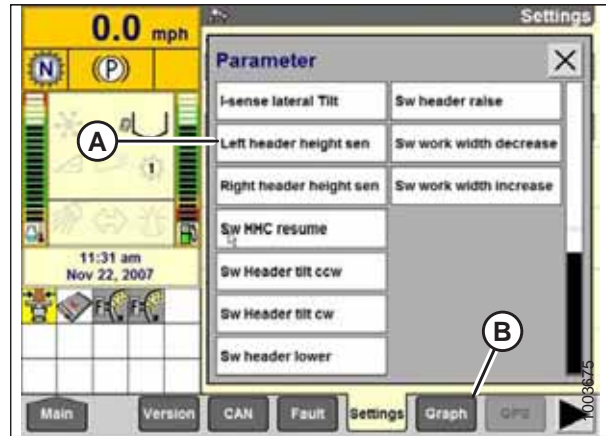 0.0 mph
Settings
N
(P)
Parameter
I-sense lateral Tilt
Sw header raise
A
Left header height sen
Sw work width decrease
Right header height sen
Sw work width increase
1
Sw HHC resume
11:31 am
Nov 22, 2007
Sw Header tilt ccw
Sw Header tilt cw
Sw header lower
B
F
F
Main
Version
CAN
Fault
Settings
Graph
GPS
1003675